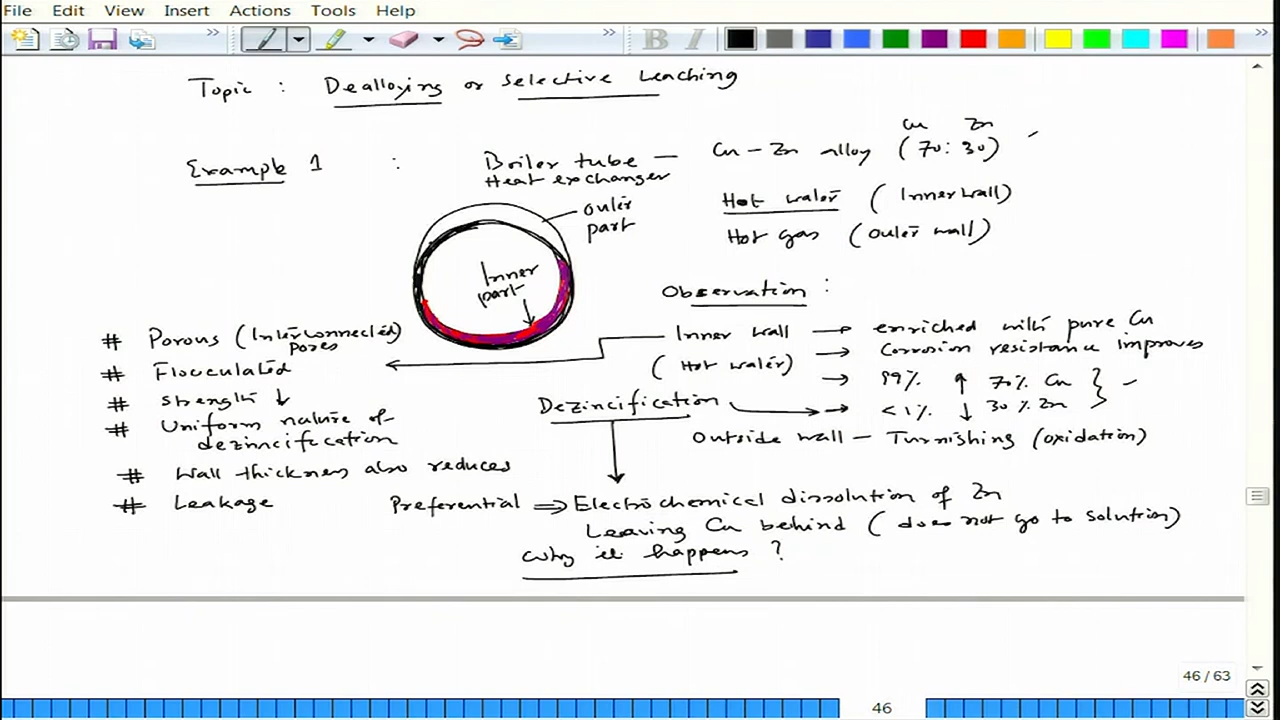 File Edit View Insert Actions Tools Help
B I
Topic : Dealloying or Selective Leaching
Example 1 : Boiler tube — Cu - Zn alloy (70:30)
Cu Zn
Heat exchanger
Hot water (Inner wall)
Hot gas (Outer wall)
Outer
part
Inner
part
Observation :
Inner wall → enriched with pure Cu
(Hot water) → Corrosion resistance improves
→ 99% ↑ 70% Cu
Dezincification → <1% ↓ 30% Zn
Outside wall - Turnishing (oxidation)
# Porous (Interconnected)
pores
# Flocculated
# Strength ↓
# Uniform nature of
dezincification
# Wall thickness also reduces
# Leakage
Preferential ⇒ Electrochemical dissolution of Zn
Leaving Cu behind (does not go to solution)
Why it happens ?
46 / 63
46